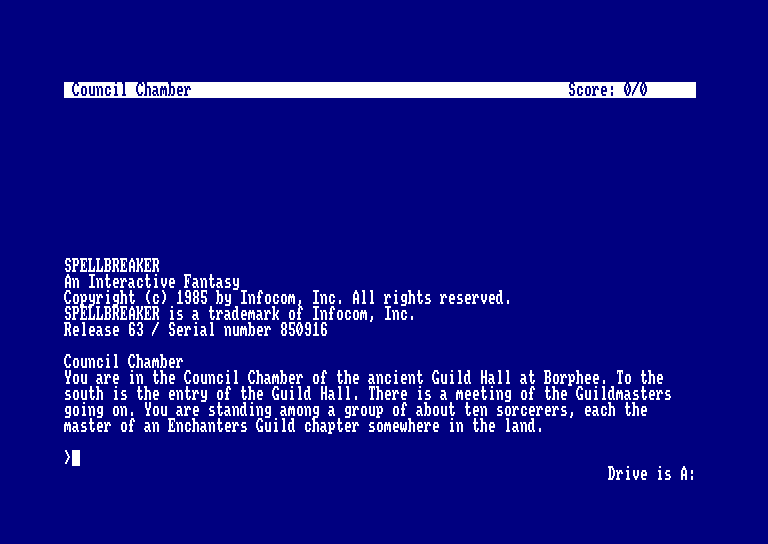 Council Chamber Score: 0/0
SPELLBREAKER
An Interactive Fantasy
Copyright (c) 1985 by Infocom, Inc. All rights reserved.
SPELLBREAKER is a trademark of Infocom, Inc.
Release 63 / Serial number 850916
Council Chamber
You are in the Council Chamber of the ancient Guild Hall at Borphee. To the
south is the entry of the Guild Hall. There is a meeting of the Guildmasters
going on. You are standing among a group of about ten sorcerers, each the
master of an Enchanters Guild chapter somewhere in the land.
>
Drive is A: